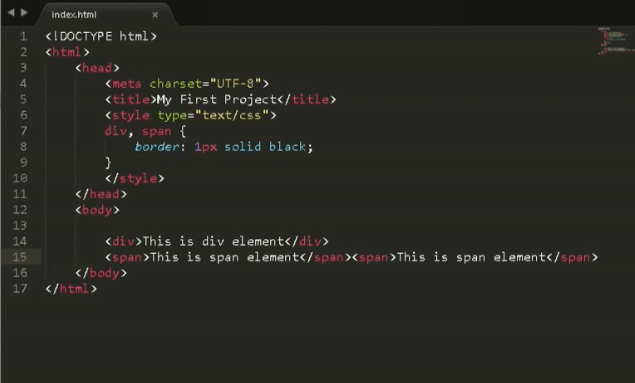 index.html
1 <!DOCTYPE html>
2 <html>
3 <head>
4 <meta charset="UTF-8">
5 <title>My First Project</title>
6 <style type="text/css">
7 div, span {
8 border: 1px solid black;
9 }
10 </style>
11 </head>
12 <body>
13
14 <div>This is div element</div>
15 <span>This is span element</span><span>This is span element</span>
16 </body>
17 </html>